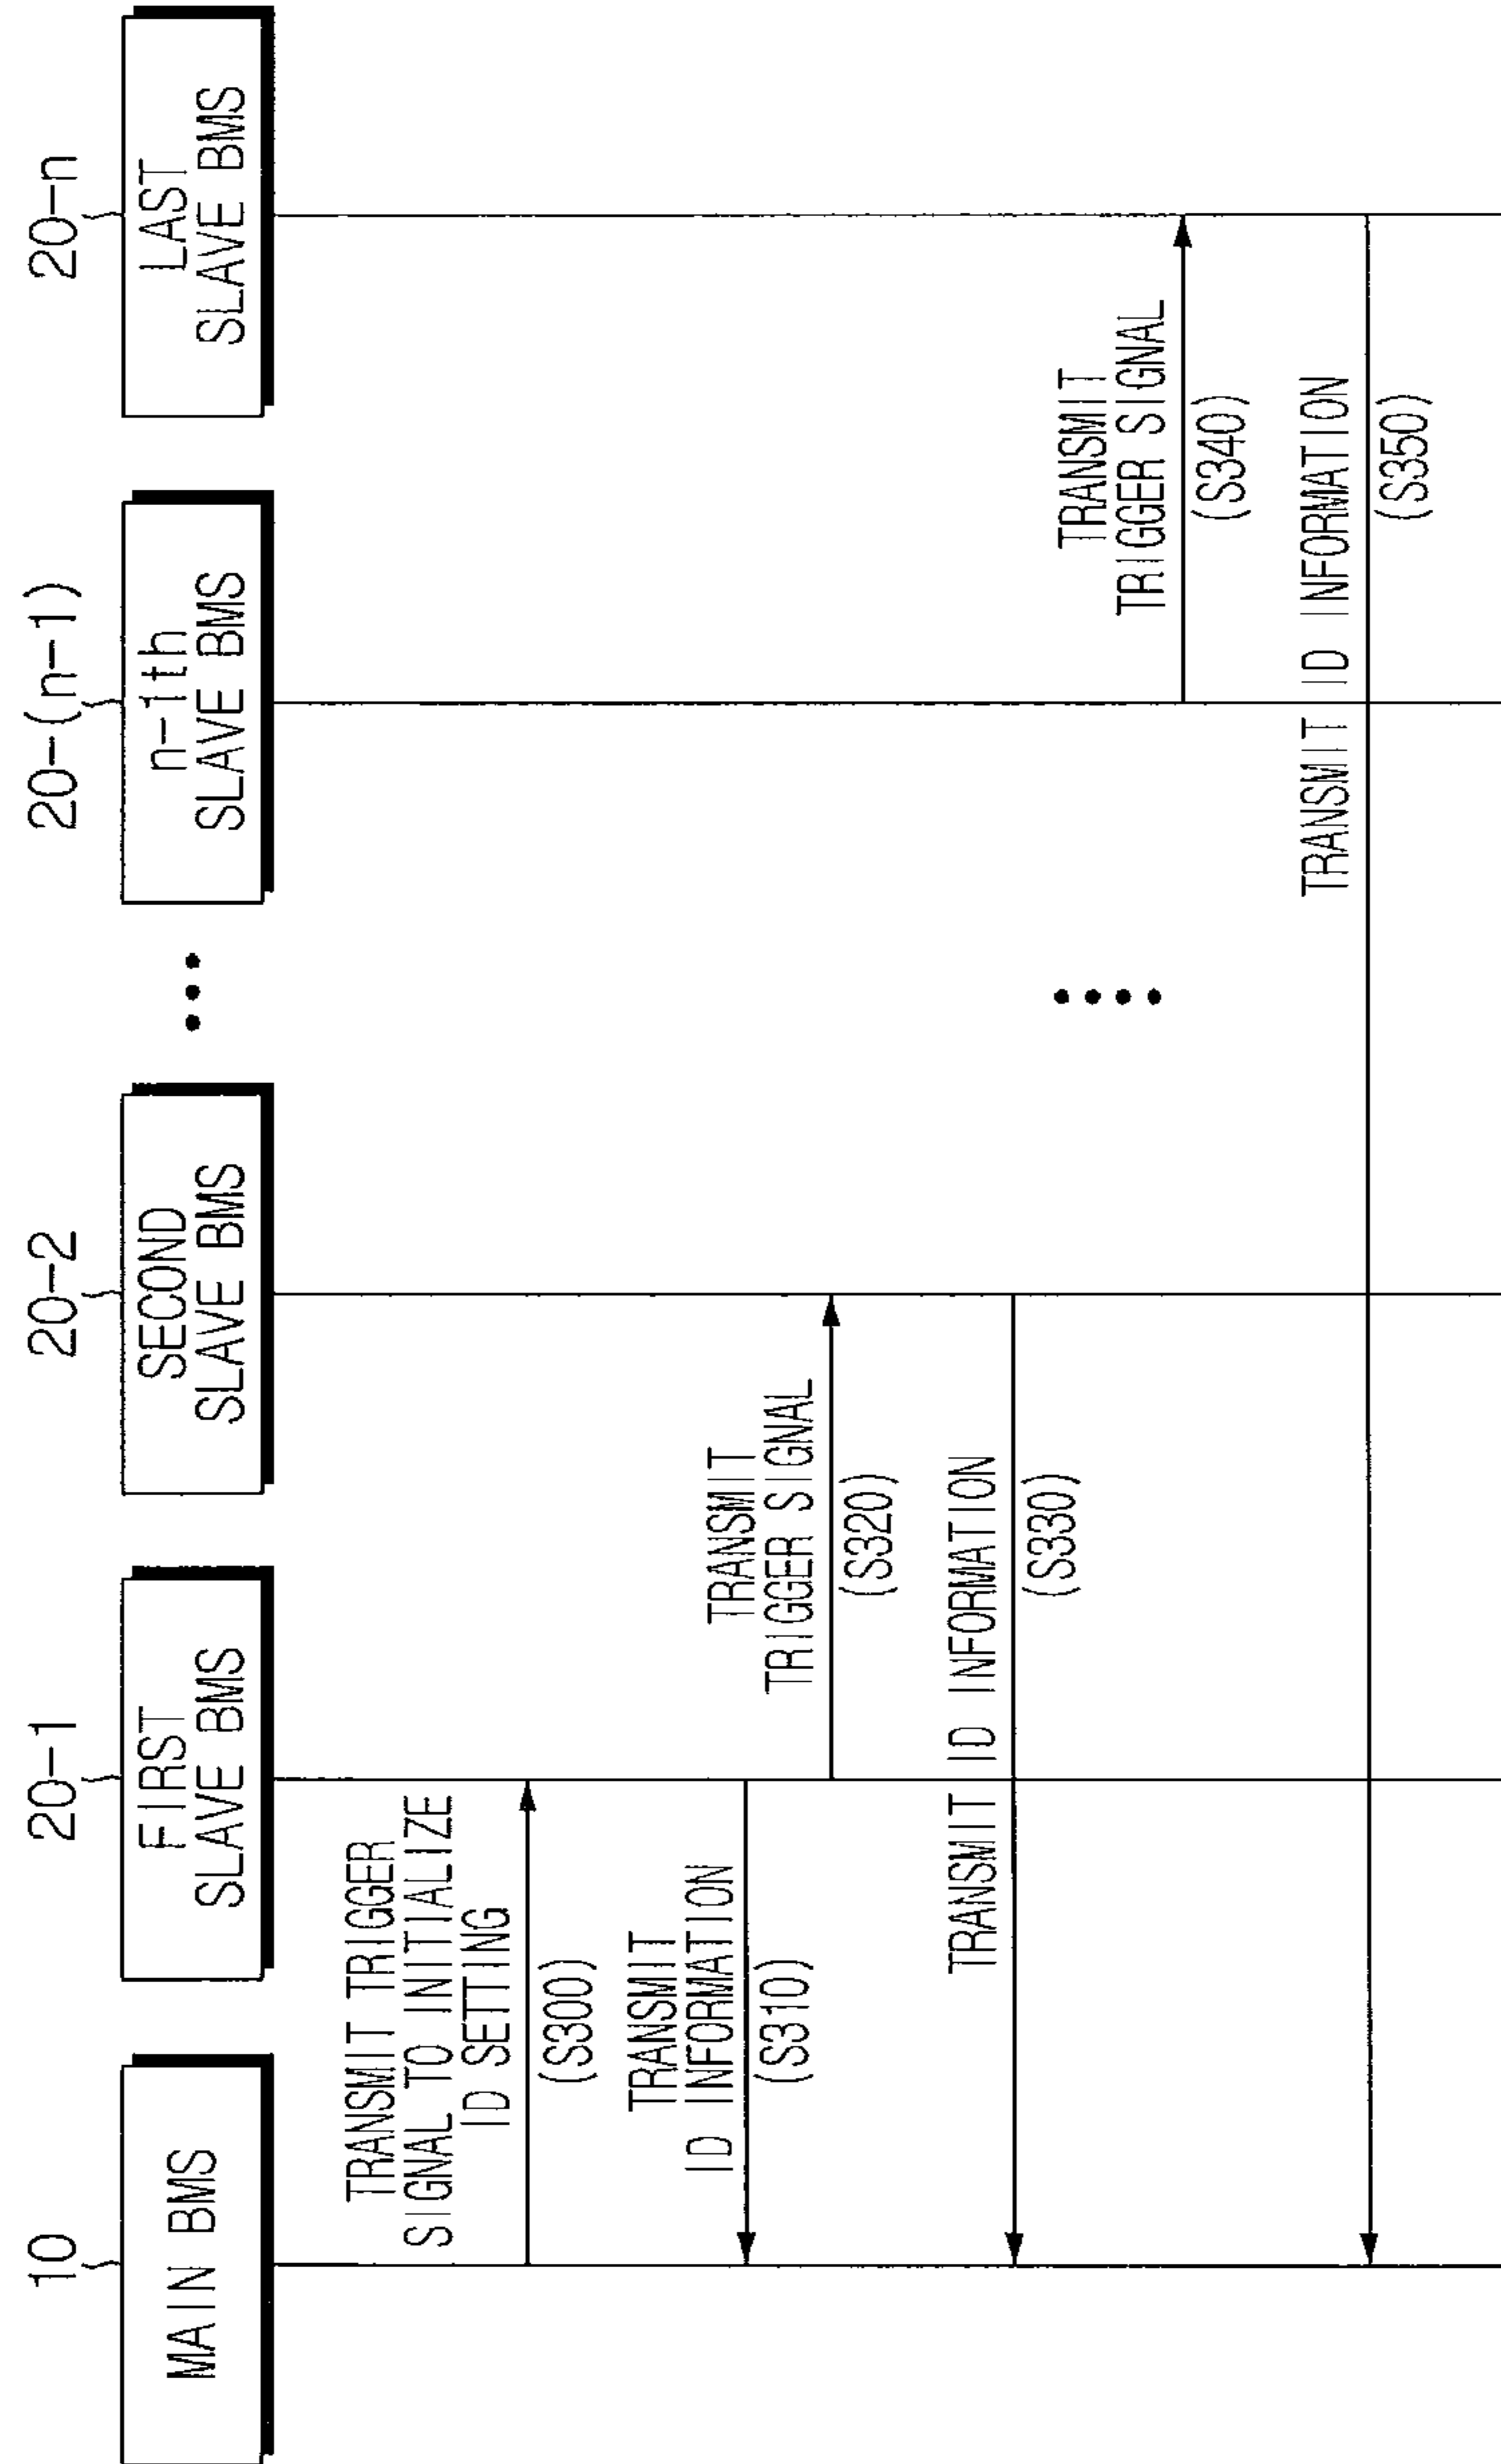 10
20-1
20-2
20-(n-1)
20-n
MAIN BMS
FIRST
SLAVE BMS
SECOND
SLAVE BMS
...
n-1th
SLAVE BMS
LAST
SLAVE BMS
TRANSMIT TRIGGER
SIGNAL TO INITIALIZE
ID SETTING
(S300)
TRANSMIT
ID INFORMATION
(S310)
TRANSMIT
TRIGGER SIGNAL
(S320)
TRANSMIT ID INFORMATION
(S330)
....
TRANSMIT
TRIGGER SIGNAL
(S340)
TRANSMIT ID INFORMATION
(S350)